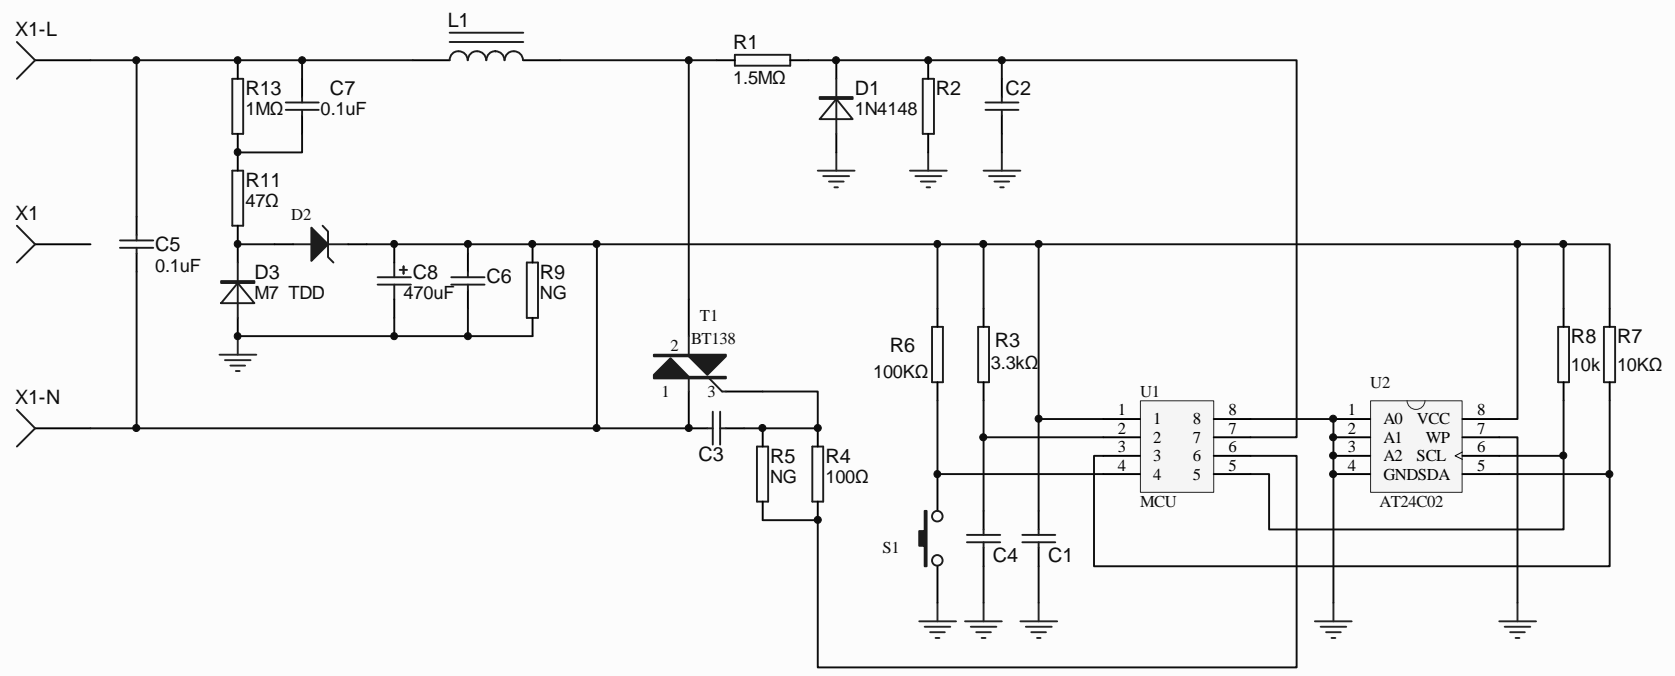 X1-L
L1
R1
1.5MΩ
R13
1MΩ
C7
0.1uF
D1
1N4148
R2
C2
R11
47Ω
X1
D2
C5
0.1uF
D3
M7 TDD
+
C8
470uF
C6
R9
NG
T1
BT138
2
1
3
R6
100KΩ
R3
3.3kΩ
R8
10k
R7
10KΩ
X1-N
C3
R5
NG
R4
100Ω
U1
1 1 8 8
2 2 7 7
3 3 6 6
4 4 5 5
MCU
U2
1 A0 VCC 8
2 A1 WP 7
3 A2 SCL 6
4 GNDSDA 5
AT24C02
S1
C4
C1